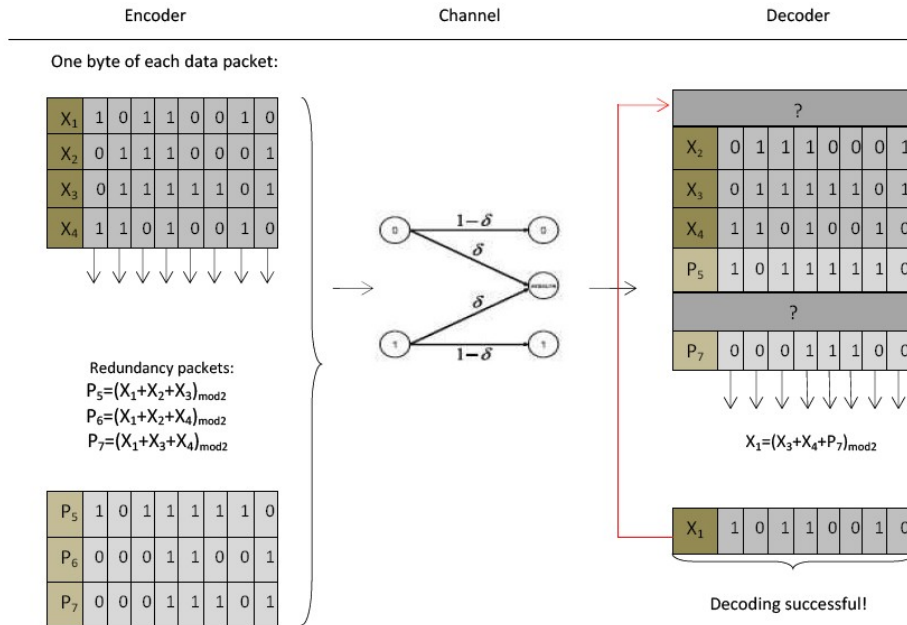 Encoder
Channel
Decoder
One byte of each data packet:
X1 1 0 1 1 0 0 1 0
X2 0 1 1 1 0 0 0 1
X3 0 1 1 1 1 1 0 1
X4 1 1 0 1 0 0 1 0
Redundancy packets:
P5=(X1+X2+X3)mod2
P6=(X1+X2+X4)mod2
P7=(X1+X3+X4)mod2
P5 1 0 1 1 1 1 1 0
P6 0 0 0 1 1 0 0 1
P7 0 0 0 1 1 1 0 1
0 1−δ 0
δ
δ
1 1−δ 1
?
X2 0 1 1 1 0 0 0 1
X3 0 1 1 1 1 1 0 1
X4 1 1 0 1 0 0 1 0
P5 1 0 1 1 1 1 1 0
?
P7 0 0 0 1 1 1 0 0
X1=(X3+X4+P7)mod2
X1 1 0 1 1 0 0 1 0
Decoding successful!